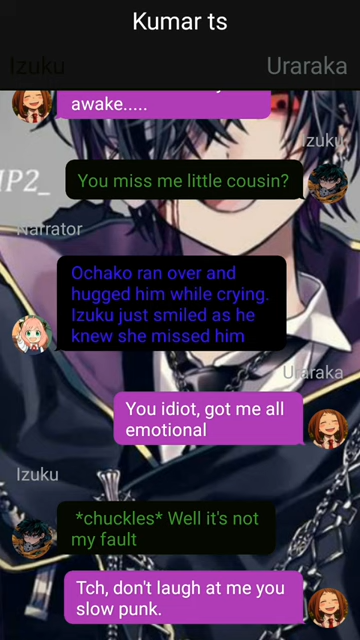 Kumar ts
Izuku
Uraraka
awake.....
Izuku
You miss me little cousin?
IP2_
Narrator
Ochako ran over and
hugged him while crying.
Izuku just smiled as he
knew she missed him
Uraraka
You idiot, got me all
emotional
Izuku
*chuckles* Well it's not
my fault
Tch, don't laugh at me you
slow punk.